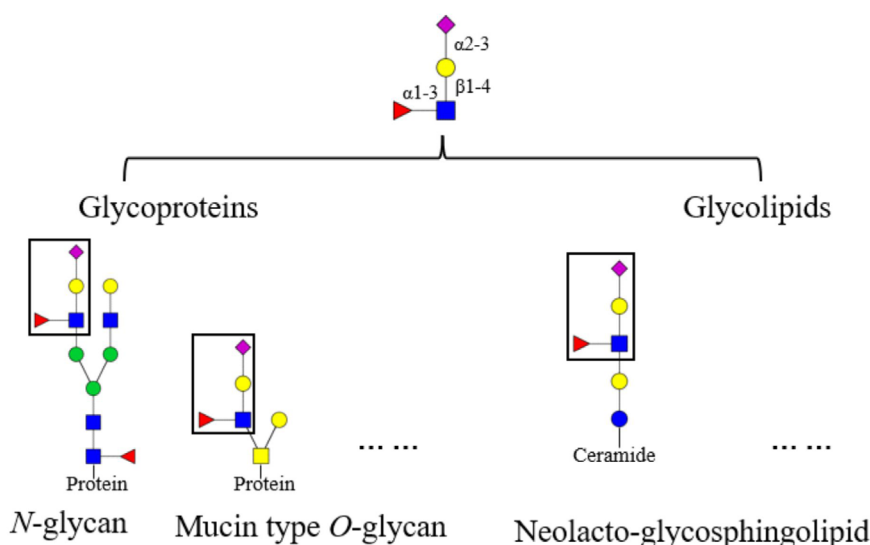 α2-3
β1-4
α1-3
Glycoproteins
Glycolipids
Protein
Protein
Ceramide
... ...
... ...
N-glycan
Mucin type O-glycan
Neolacto-glycosphingolipid